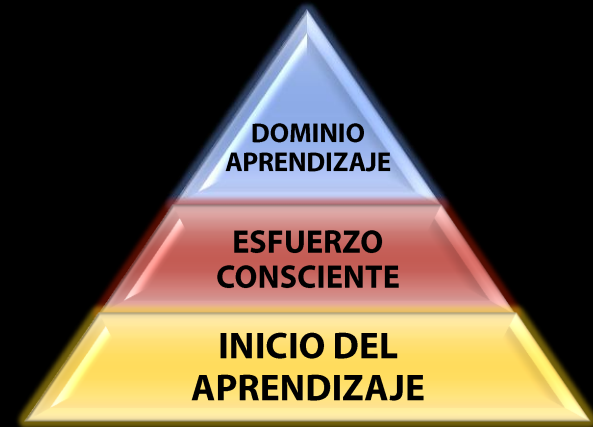 DOMINIO
APRENDIZAJE
ESFUERZO
CONSCIENTE
INICIO DEL
APRENDIZAJE